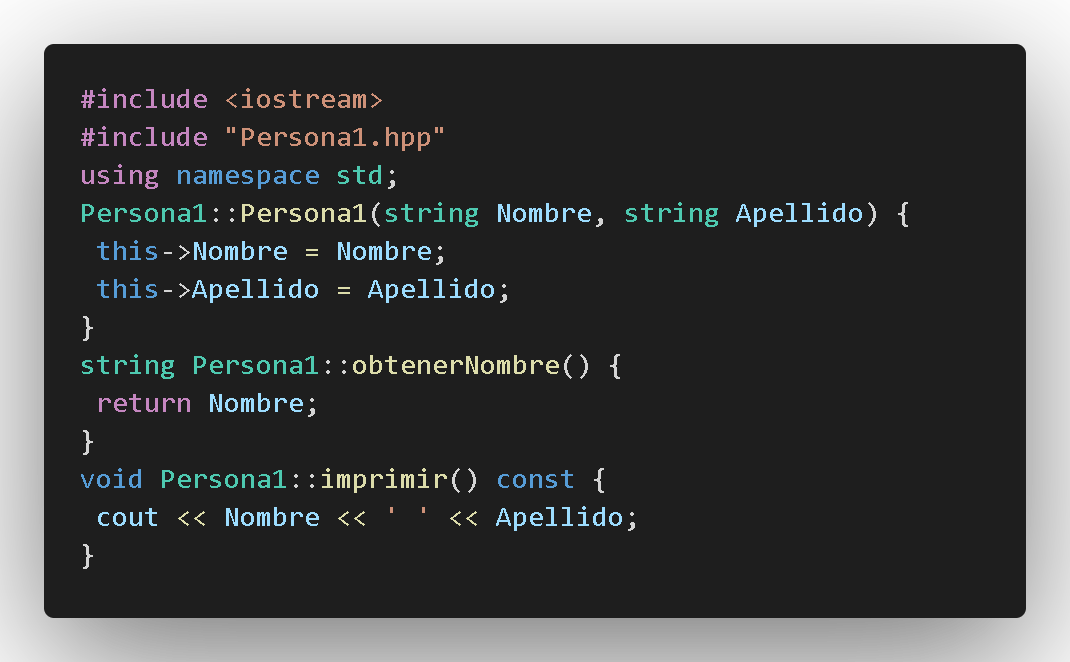 #include <iostream>
#include "Persona1.hpp"
using namespace std;
Persona1::Persona1(string Nombre, string Apellido) {
 this->Nombre = Nombre;
 this->Apellido = Apellido;
}
string Persona1::obtenerNombre() {
 return Nombre;
}
void Persona1::imprimir() const {
 cout << Nombre << ' ' << Apellido;
}